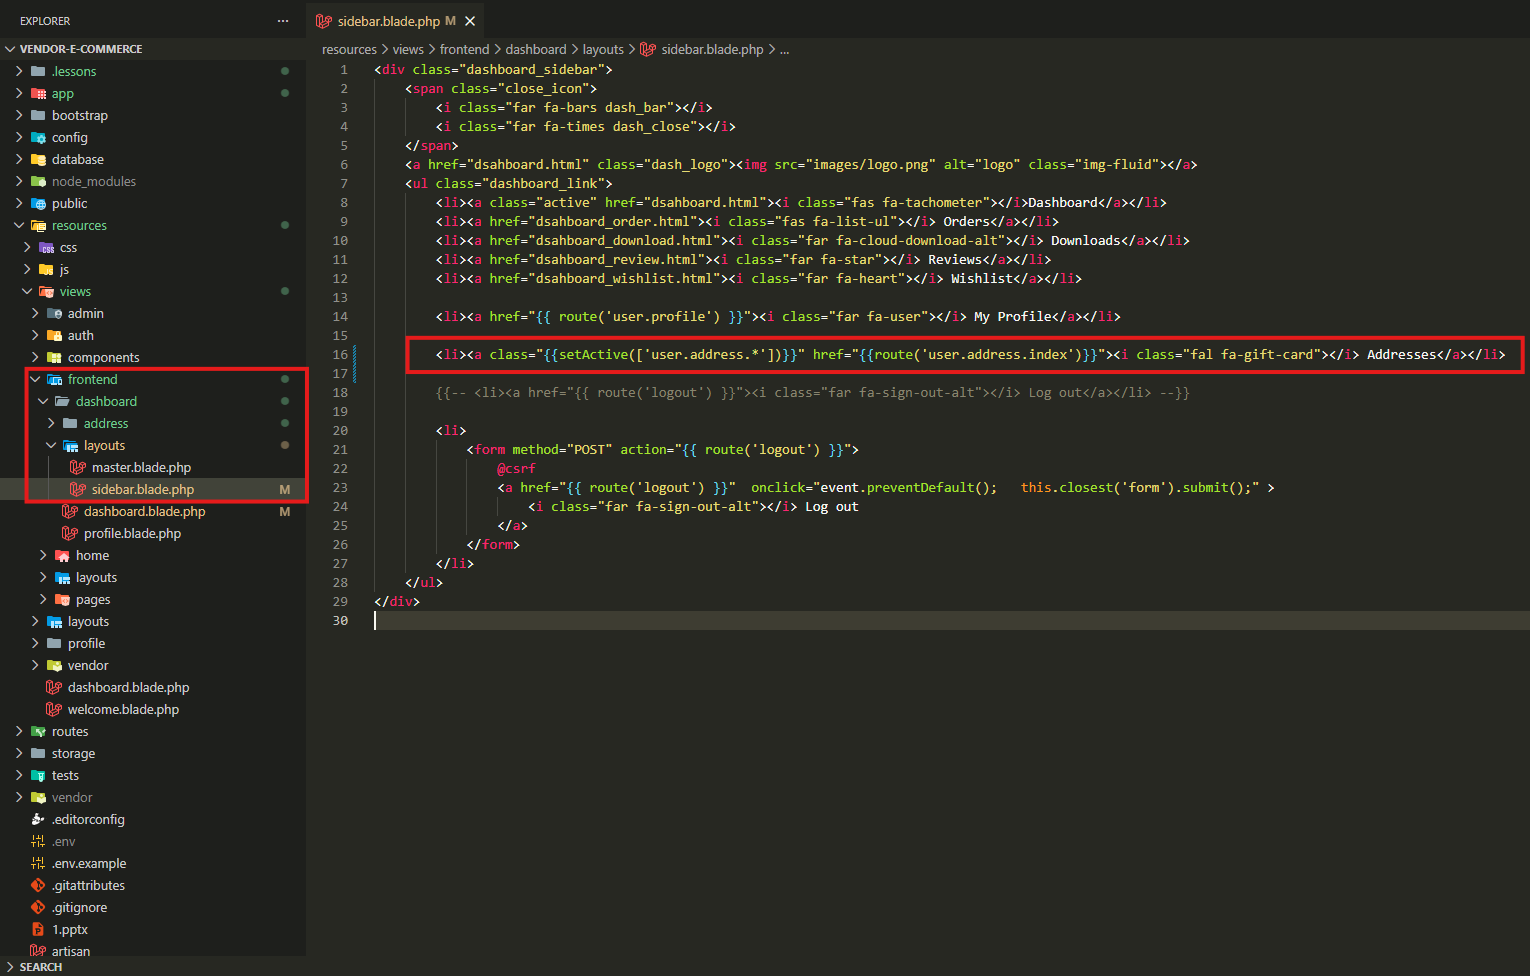 EXPLORER
···
VENDOR-E-COMMERCE
.lessons
app
bootstrap
config
database
node_modules
public
resources
css
js
views
admin
auth
components
frontend
dashboard
address
layouts
master.blade.php
sidebar.blade.php M
dashboard.blade.php M
profile.blade.php
home
layouts
pages
layouts
profile
vendor
dashboard.blade.php
welcome.blade.php
routes
storage
tests
vendor
.editorconfig
.env
.env.example
.gitattributes
.gitignore
1.pptx
artisan
SEARCH
sidebar.blade.php M
resources > views > frontend > dashboard > layouts > sidebar.blade.php > ...
1 <div class="dashboard_sidebar">
2 <span class="close_icon">
3 <i class="far fa-bars dash_bar"></i>
4 <i class="far fa-times dash_close"></i>
5 </span>
6 <a href="dsahboard.html" class="dash_logo"><img src="images/logo.png" alt="logo" class="img-fluid"></a>
7 <ul class="dashboard_link">
8 <li><a class="active" href="dsahboard.html"><i class="fas fa-tachometer"></i>Dashboard</a></li>
9 <li><a href="dsahboard_order.html"><i class="fas fa-list-ul"></i> Orders</a></li>
10 <li><a href="dsahboard_download.html"><i class="far fa-cloud-download-alt"></i> Downloads</a></li>
11 <li><a href="dsahboard_review.html"><i class="far fa-star"></i> Reviews</a></li>
12 <li><a href="dsahboard_wishlist.html"><i class="far fa-heart"></i> Wishlist</a></li>
13
14 <li><a href="{{ route('user.profile') }}"><i class="far fa-user"></i> My Profile</a></li>
15
16 <li><a class="{{setActive(['user.address.*'])}}" href="{{route('user.address.index')}}"><i class="fal fa-gift-card"></i> Addresses</a></li>
17
18 {{-- <li><a href="{{ route('logout') }}"><i class="far fa-sign-out-alt"></i> Log out</a></li> --}}
19
20 <li>
21 <form method="POST" action="{{ route('logout') }}">
22 @csrf
23 <a href="{{ route('logout') }}" onclick="event.preventDefault(); this.closest('form').submit();" >
24 <i class="far fa-sign-out-alt"></i> Log out
25 </a>
26 </form>
27 </li>
28 </ul>
29 </div>
30